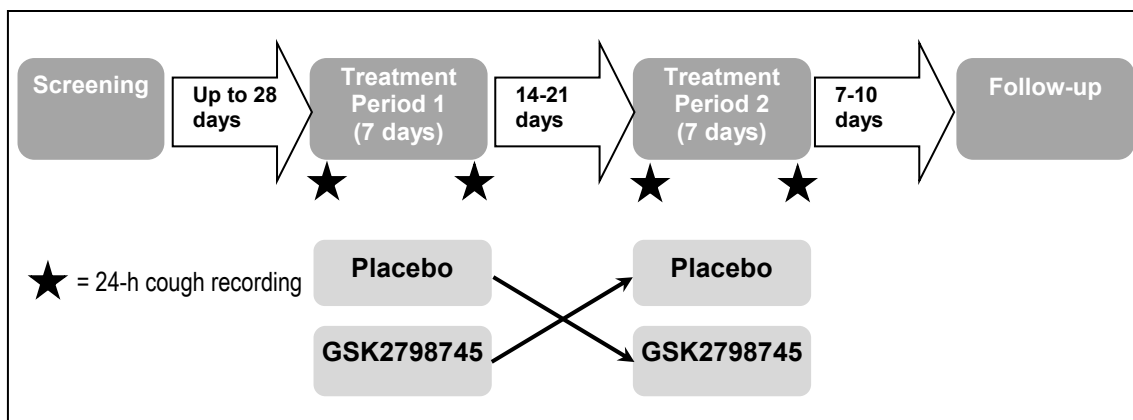 Screening
Up to 28
days
Treatment
Period 1
(7 days)
14-21
days
Treatment
Period 2
(7 days)
7-10
days
Follow-up
= 24-h cough recording
Placebo
Placebo
GSK2798745
GSK2798745